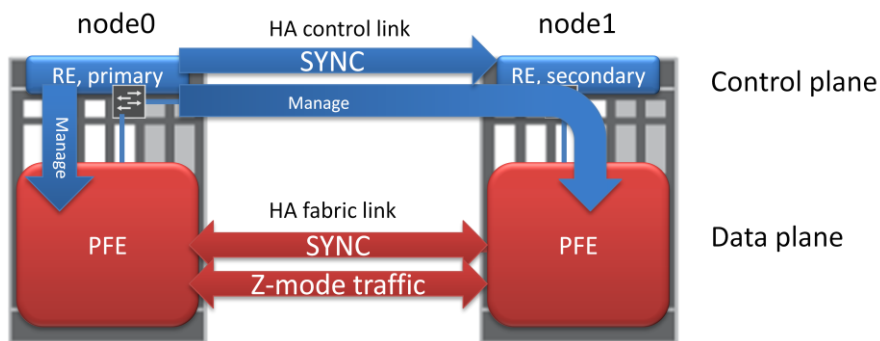 node0
HA control link
node1
RE, primary
SYNC
RE, secondary
Control plane
Manage
Manage
HA fabric link
PFE
SYNC
PFE
Data plane
Z-mode traffic